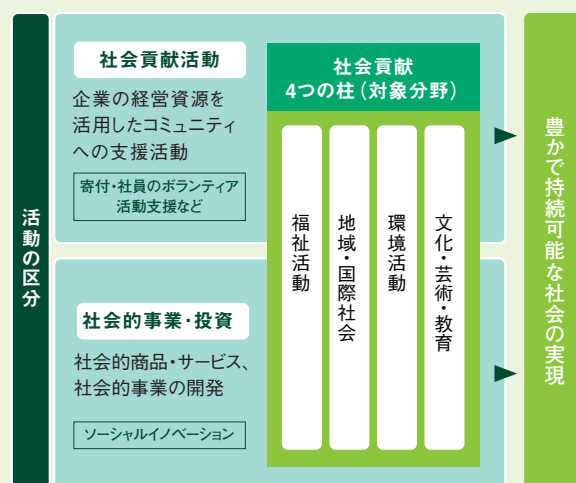 活動の区分
社会貢献活動
企業の経営資源を
活用したコミュニティ
への支援活動
寄付・社員のボランティア
活動支援など
社会的事業・投資
社会的商品・サービス、
社会的事業の開発
ソーシャルイノベーション
社会貢献
4つの柱（対象分野）
福祉活動
地域・国際社会
環境活動
文化・芸術・教育
豊かで持続可能な社会の実現